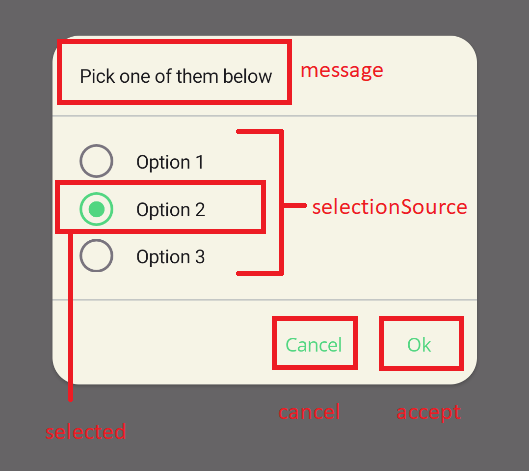 Pick one of them below
message
Option 1
Option 2
selectionSource
Option 3
Cancel
Ok
cancel
accept
selected